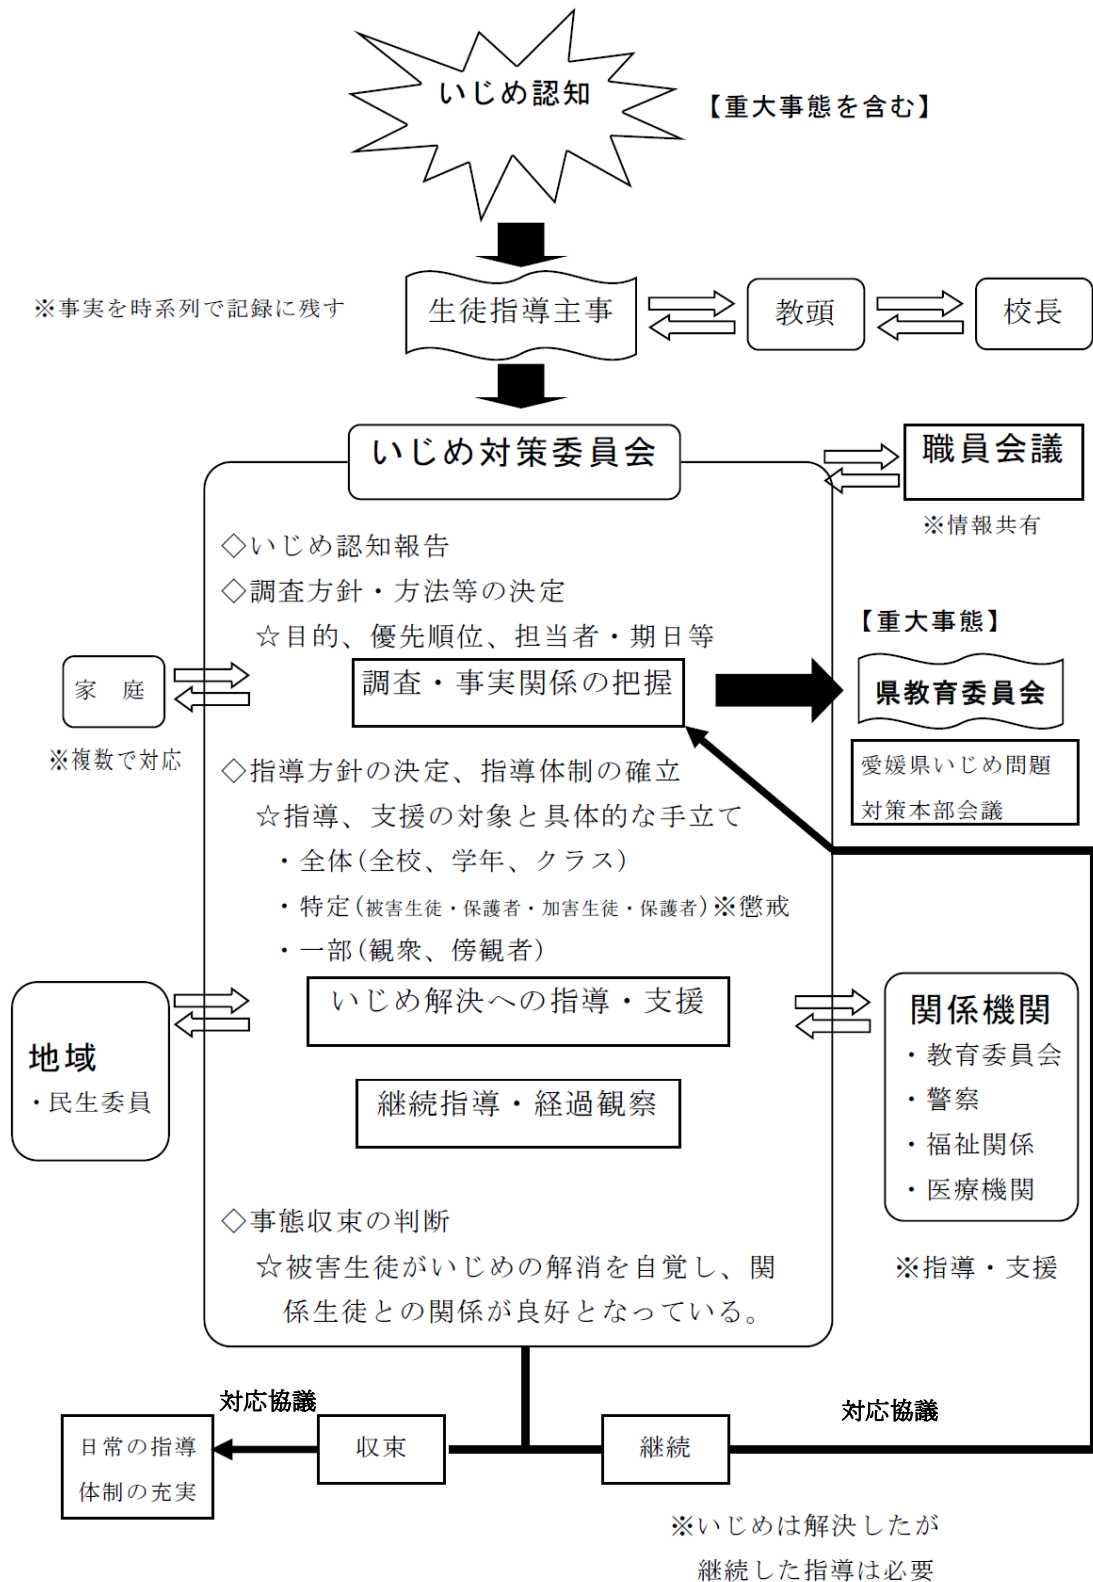 いじめ認知
【重大事態を含む】
※事実を時系列で記録に残す
生徒指導主事
教頭
校長
いじめ対策委員会
職員会議
※情報共有
◇いじめ認知報告
◇調査方針・方法等の決定
☆目的、優先順位、担当者・期日等
【重大事態】
家　庭
調査・事実関係の把握
県教育委員会
※複数で対応
愛媛県いじめ問題
対策本部会議
◇指導方針の決定、指導体制の確立
☆指導、支援の対象と具体的な手立て
・全体(全校、学年、クラス)
・特定(被害生徒・保護者・加害生徒・保護者)※懲戒
・一部(観衆、傍観者)
いじめ解決への指導・支援
地域
・民生委員
関係機関
・教育委員会
・警察
・福祉関係
・医療機関
継続指導・経過観察
※指導・支援
◇事態収束の判断
☆被害生徒がいじめの解消を自覚し、関
係生徒との関係が良好となっている。
対応協議
対応協議
日常の指導
体制の充実
収束
継続
※いじめは解決したが
継続した指導は必要